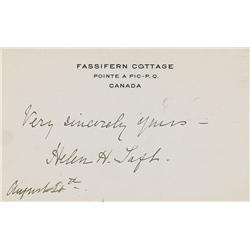 FASSIFERN COTTAGE
POINTE A PIC-P. Q.
CANADA
Very sincerely yours -
Helen H. Taft.